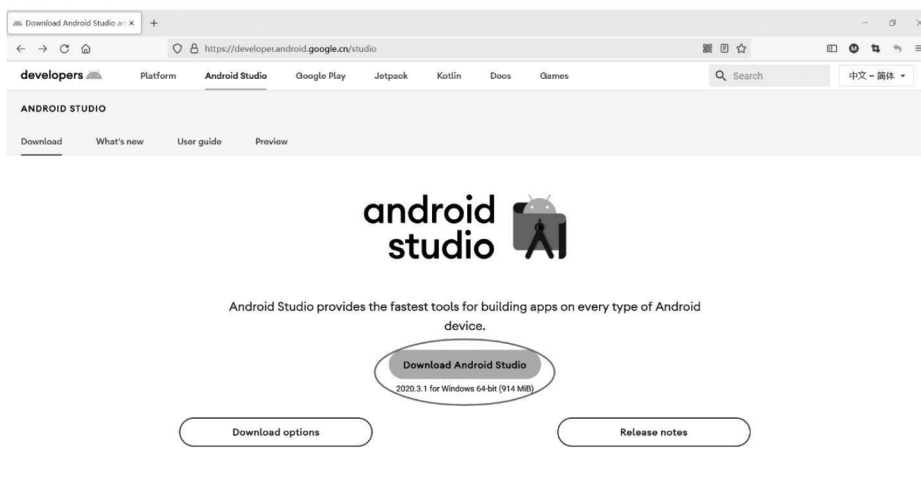 Download Android Studio an
https://developer.android.google.cn/studio
developers Platform Android Studio Google Play Jetpack Kotlin Docs Games Search 中文 – 简体
ANDROID STUDIO
Download What's new User guide Preview
android
studio
Android Studio provides the fastest tools for building apps on every type of Android
device.
Download Android Studio
2020.3.1 for Windows 64-bit (914 MiB)
Download options Release notes